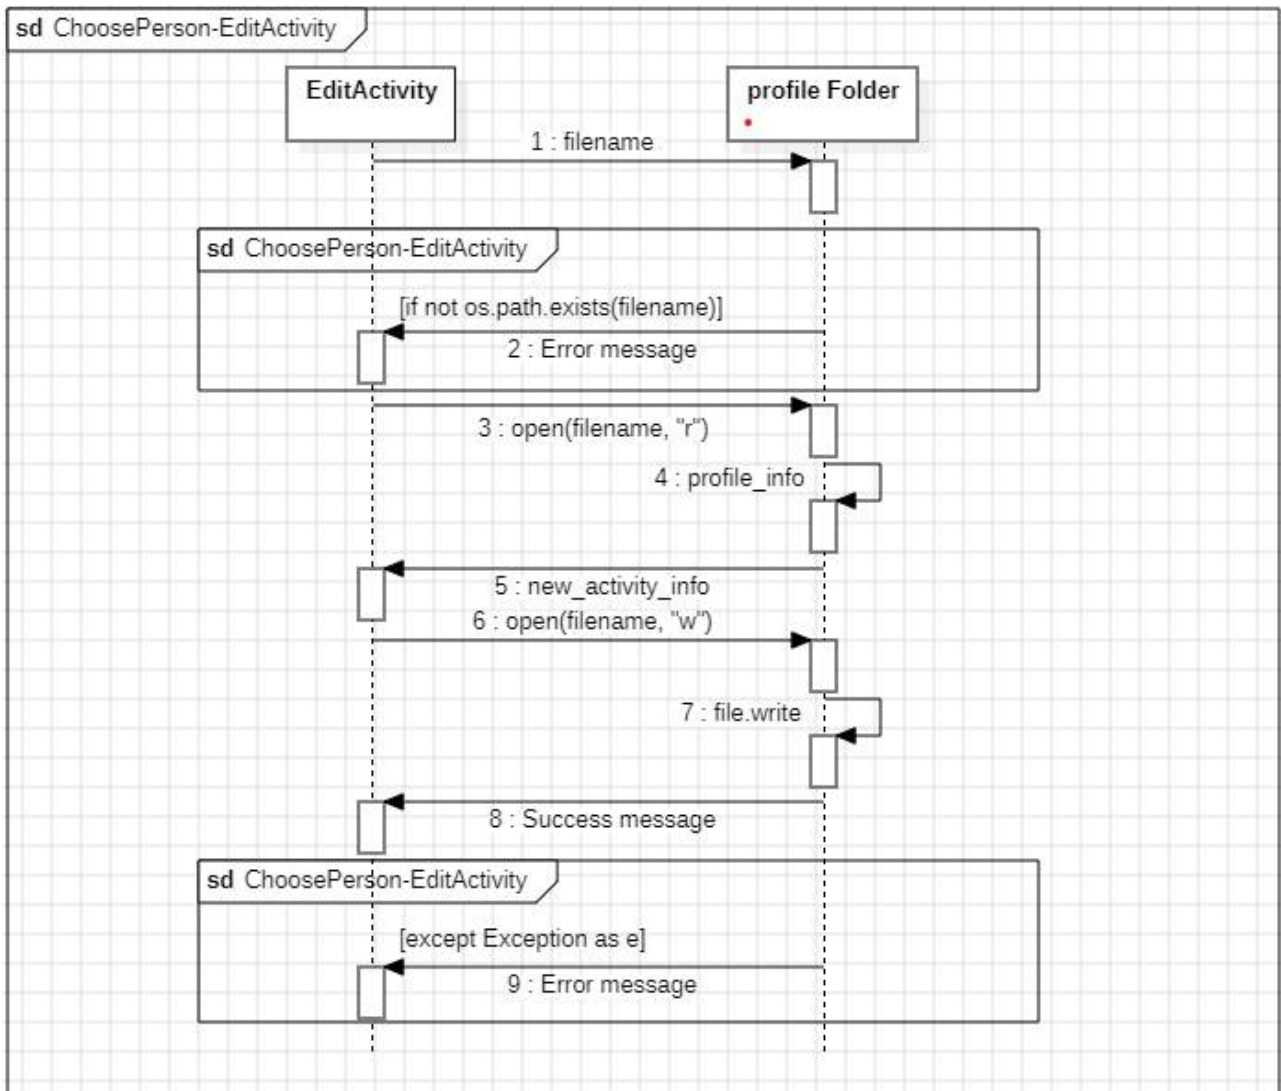 sd ChoosePerson-EditActivity
EditActivity
profile Folder
1 : filename
sd ChoosePerson-EditActivity
[if not os.path.exists(filename)]
2 : Error message
3 : open(filename, "r")
4 : profile_info
5 : new_activity_info
6 : open(filename, "w")
7 : file.write
8 : Success message
sd ChoosePerson-EditActivity
[except Exception as e]
9 : Error message